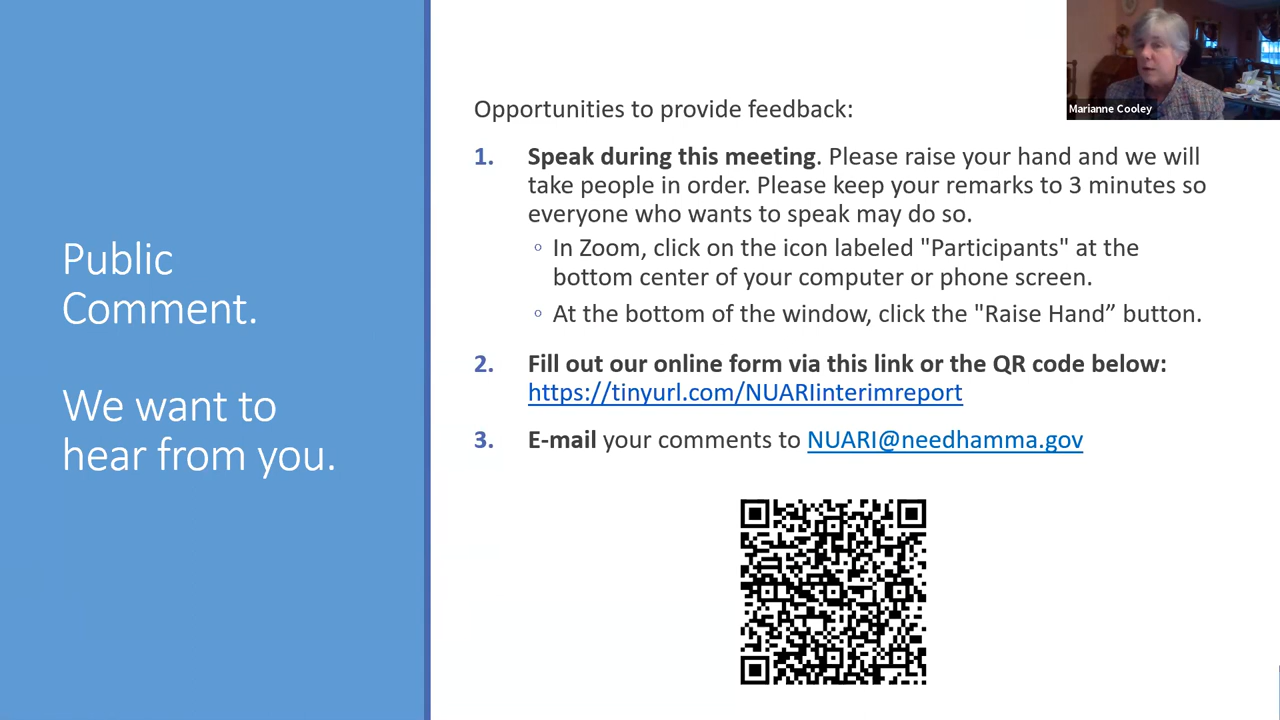 Public
Comment.
We want to
hear from you.
Opportunities to provide feedback:
1. Speak during this meeting. Please raise your hand and we will
take people in order. Please keep your remarks to 3 minutes so
everyone who wants to speak may do so.
◦ In Zoom, click on the icon labeled "Participants" at the
bottom center of your computer or phone screen.
◦ At the bottom of the window, click the "Raise Hand” button.
2. Fill out our online form via this link or the QR code below:
https://tinyurl.com/NUARIinterimreport
3. E-mail your comments to NUARI@needhamma.gov
Marianne Cooley